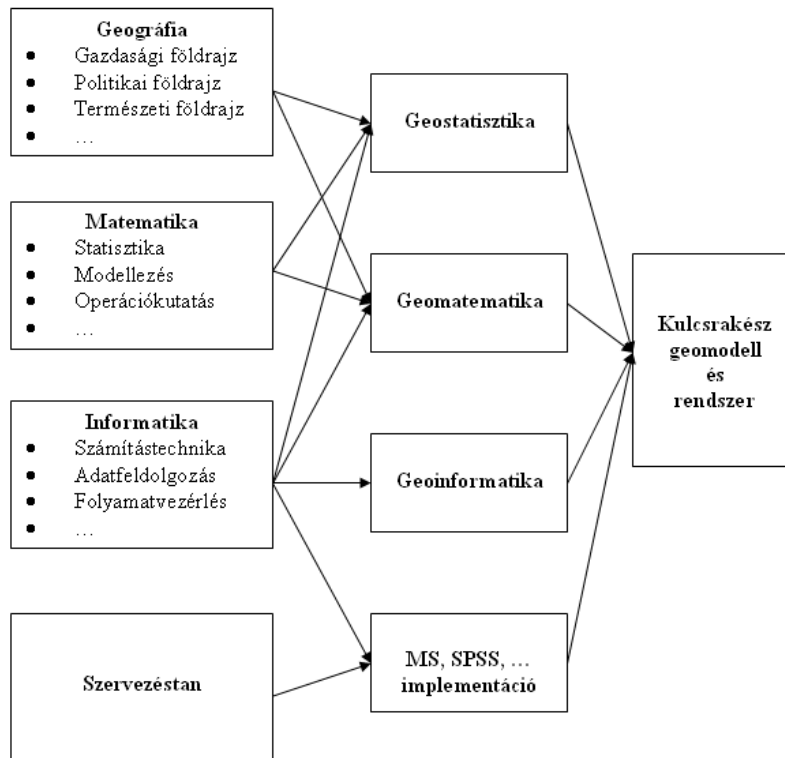 Geográfia
● Gazdasági földrajz
● Politikai földrajz
● Természeti földrajz
● …
Matematika
● Statisztika
● Modellezés
● Operációkutatás
● …
Informatika
● Számítástechnika
● Adatfeldolgozás
● Folyamatvezérlés
● …
Szervezéstan
Geostatisztika
Geomatematika
Geoinformatika
MS, SPSS, …
implementáció
Kulcsrakész
geomodell
és
rendszer